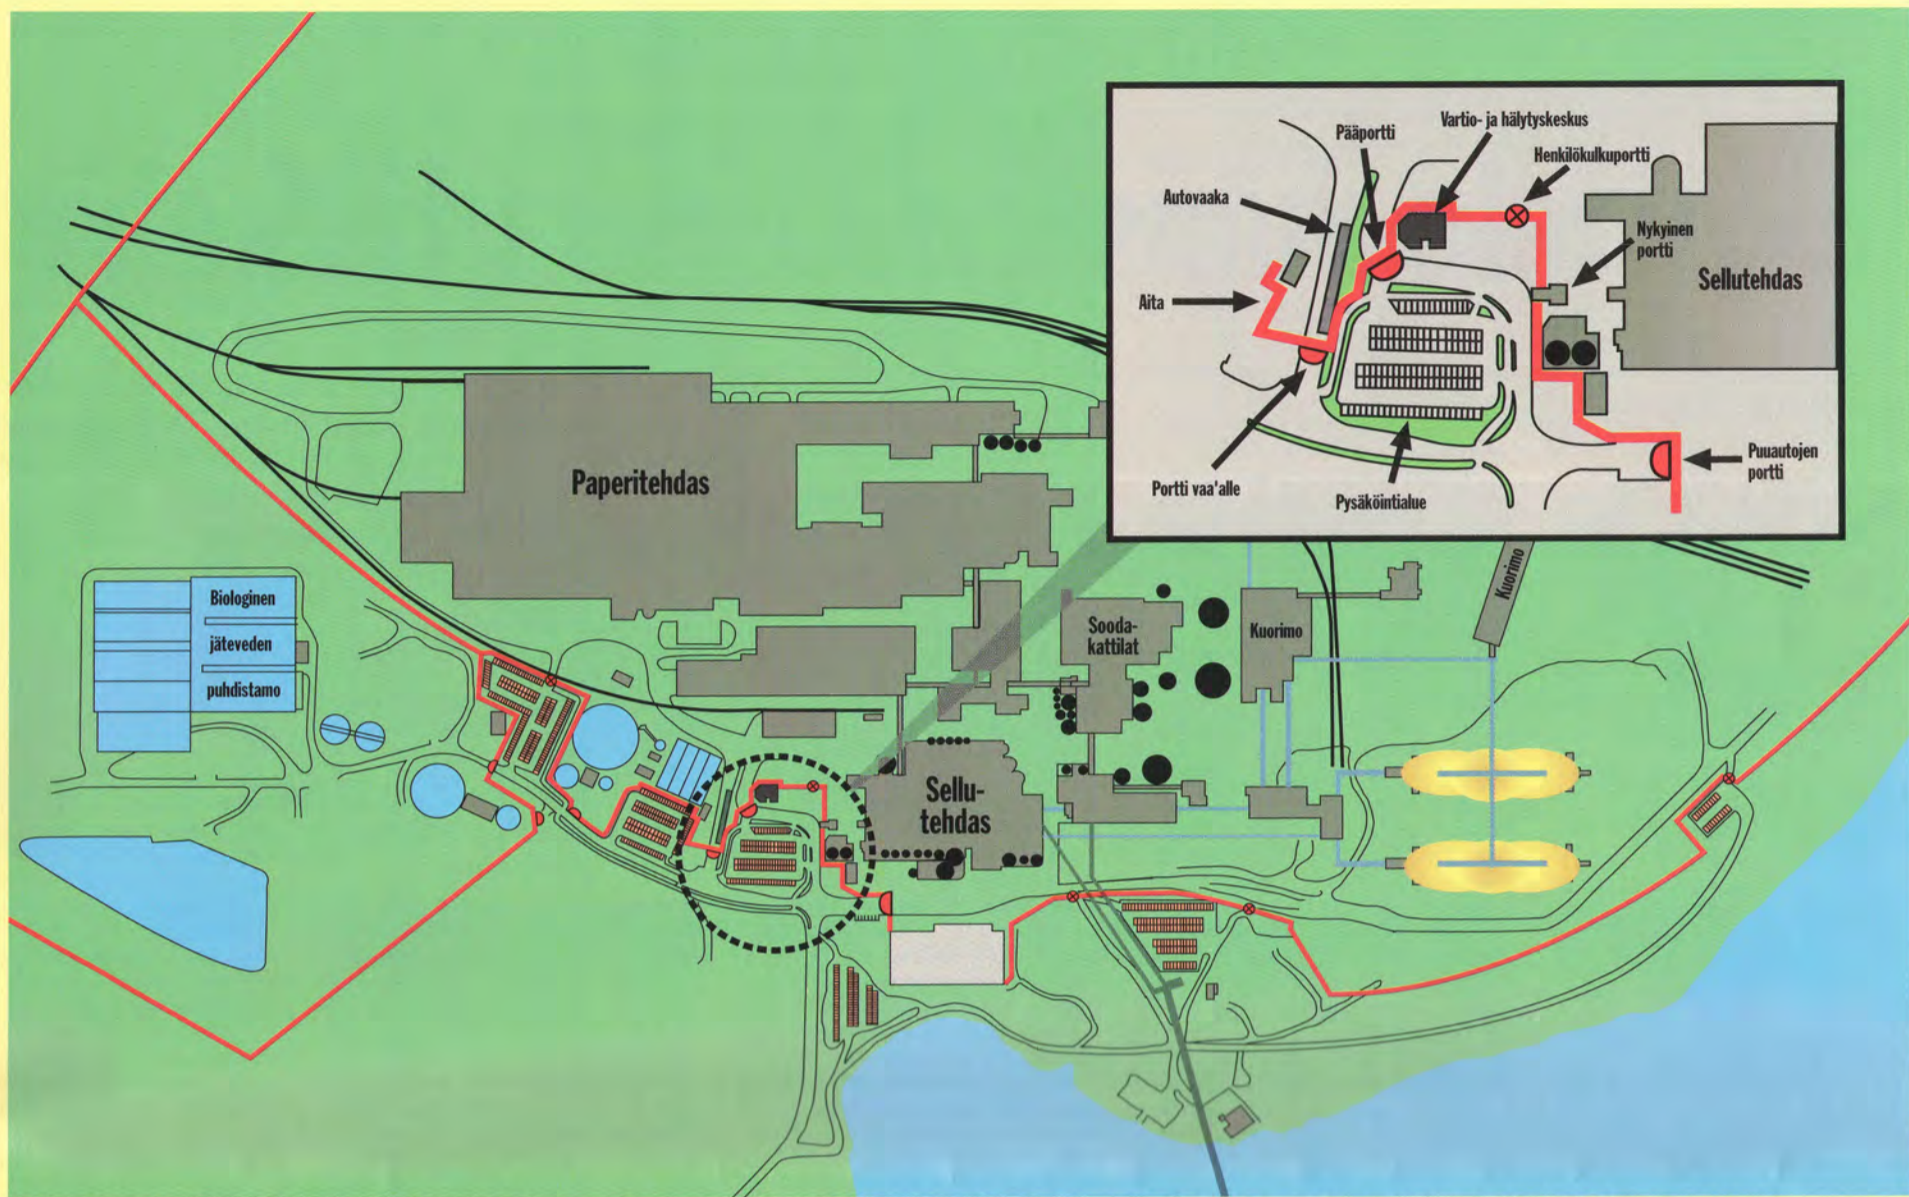 Vartio- ja hälytyskeskus
Pääportti
Henkilökulkuportti
Autovaaka
Nykyinen
portti
Sellutehdas
Aita
Puuautojen
portti
Portti vaa'alle
Pysäköintialue
Paperitehdas
Kuorimo
Biologinen
jäteveden
puhdistamo
Sooda-
kattilat
Kuorimo
Sellu-
tehdas